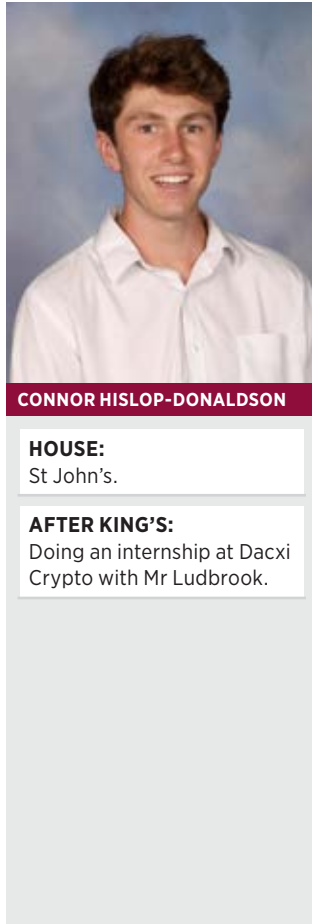 CONNOR HISLOP-DONALDSON
HOUSE:
St John’s.
AFTER KING’S:
Doing an internship at Dacxi
Crypto with Mr Ludbrook.